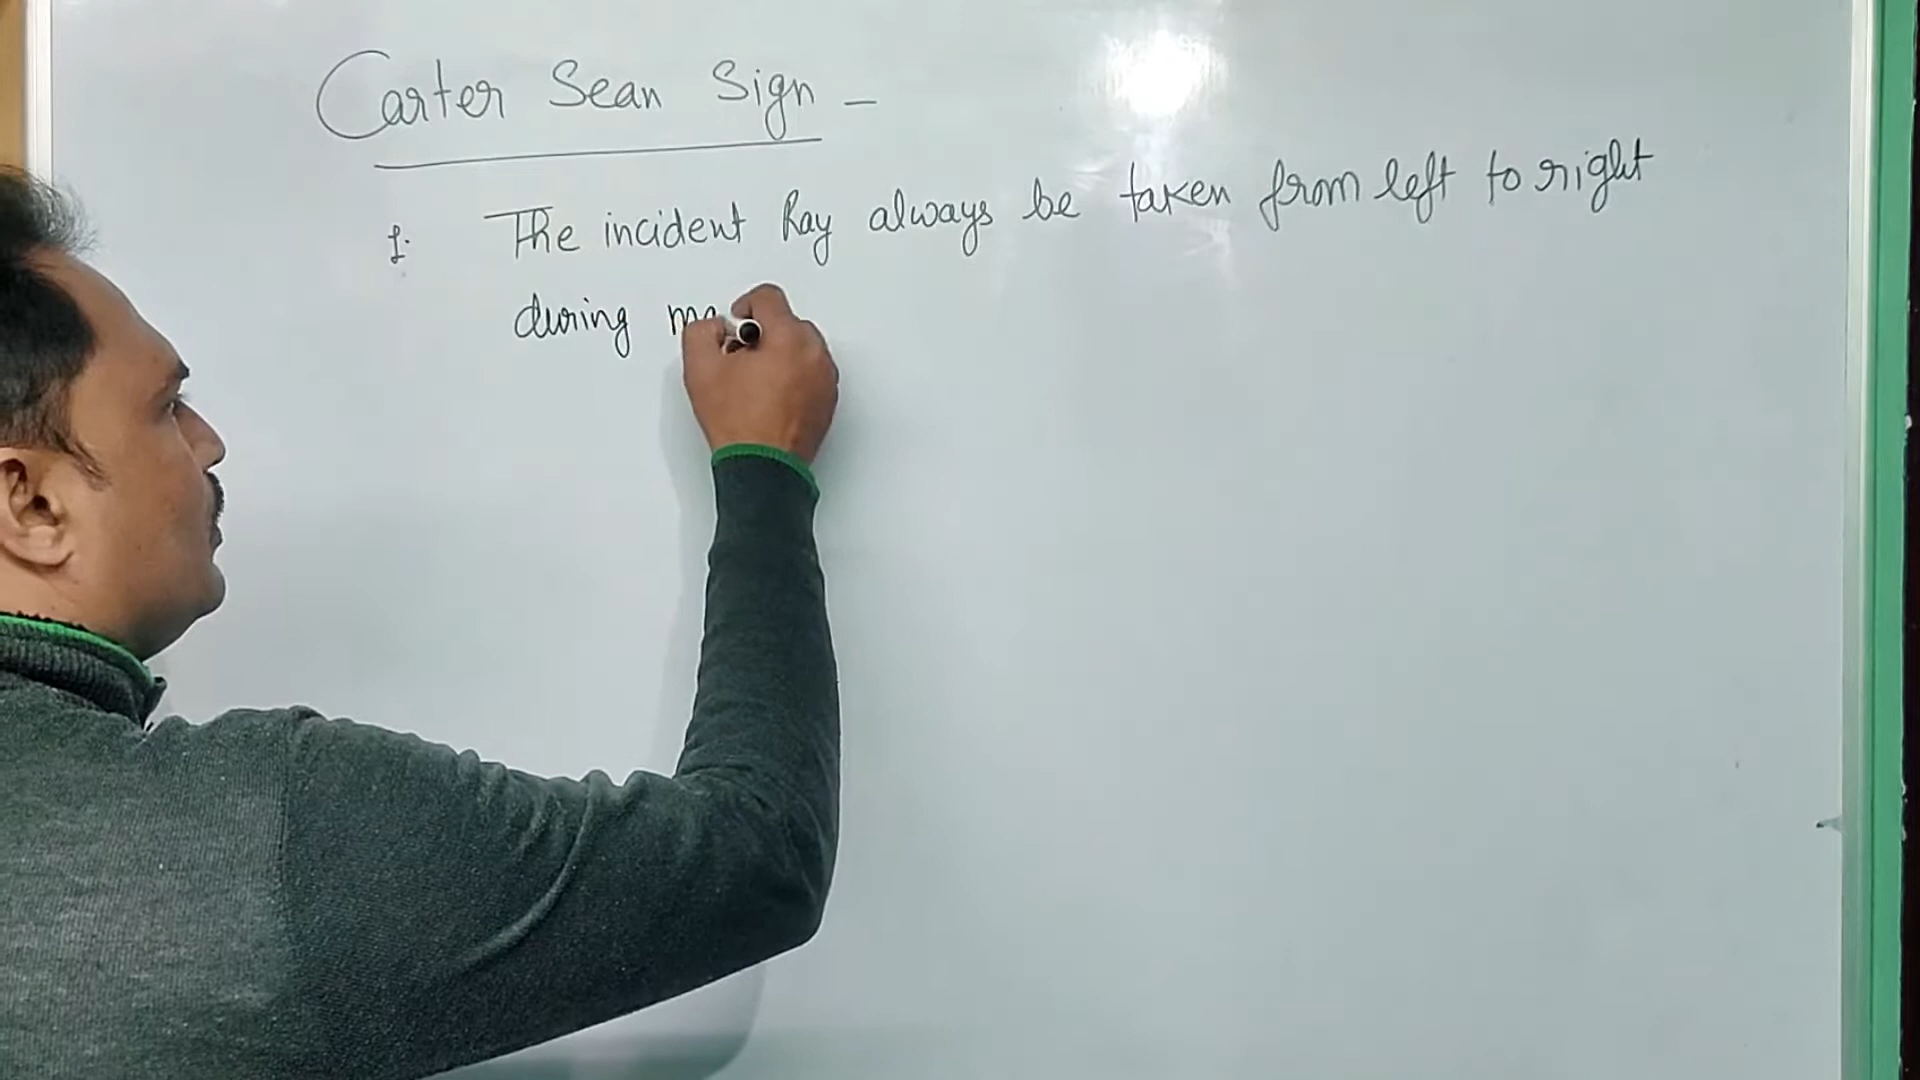 Carter Sean Sign -
1. The incident Ray always be taken from left to right
during